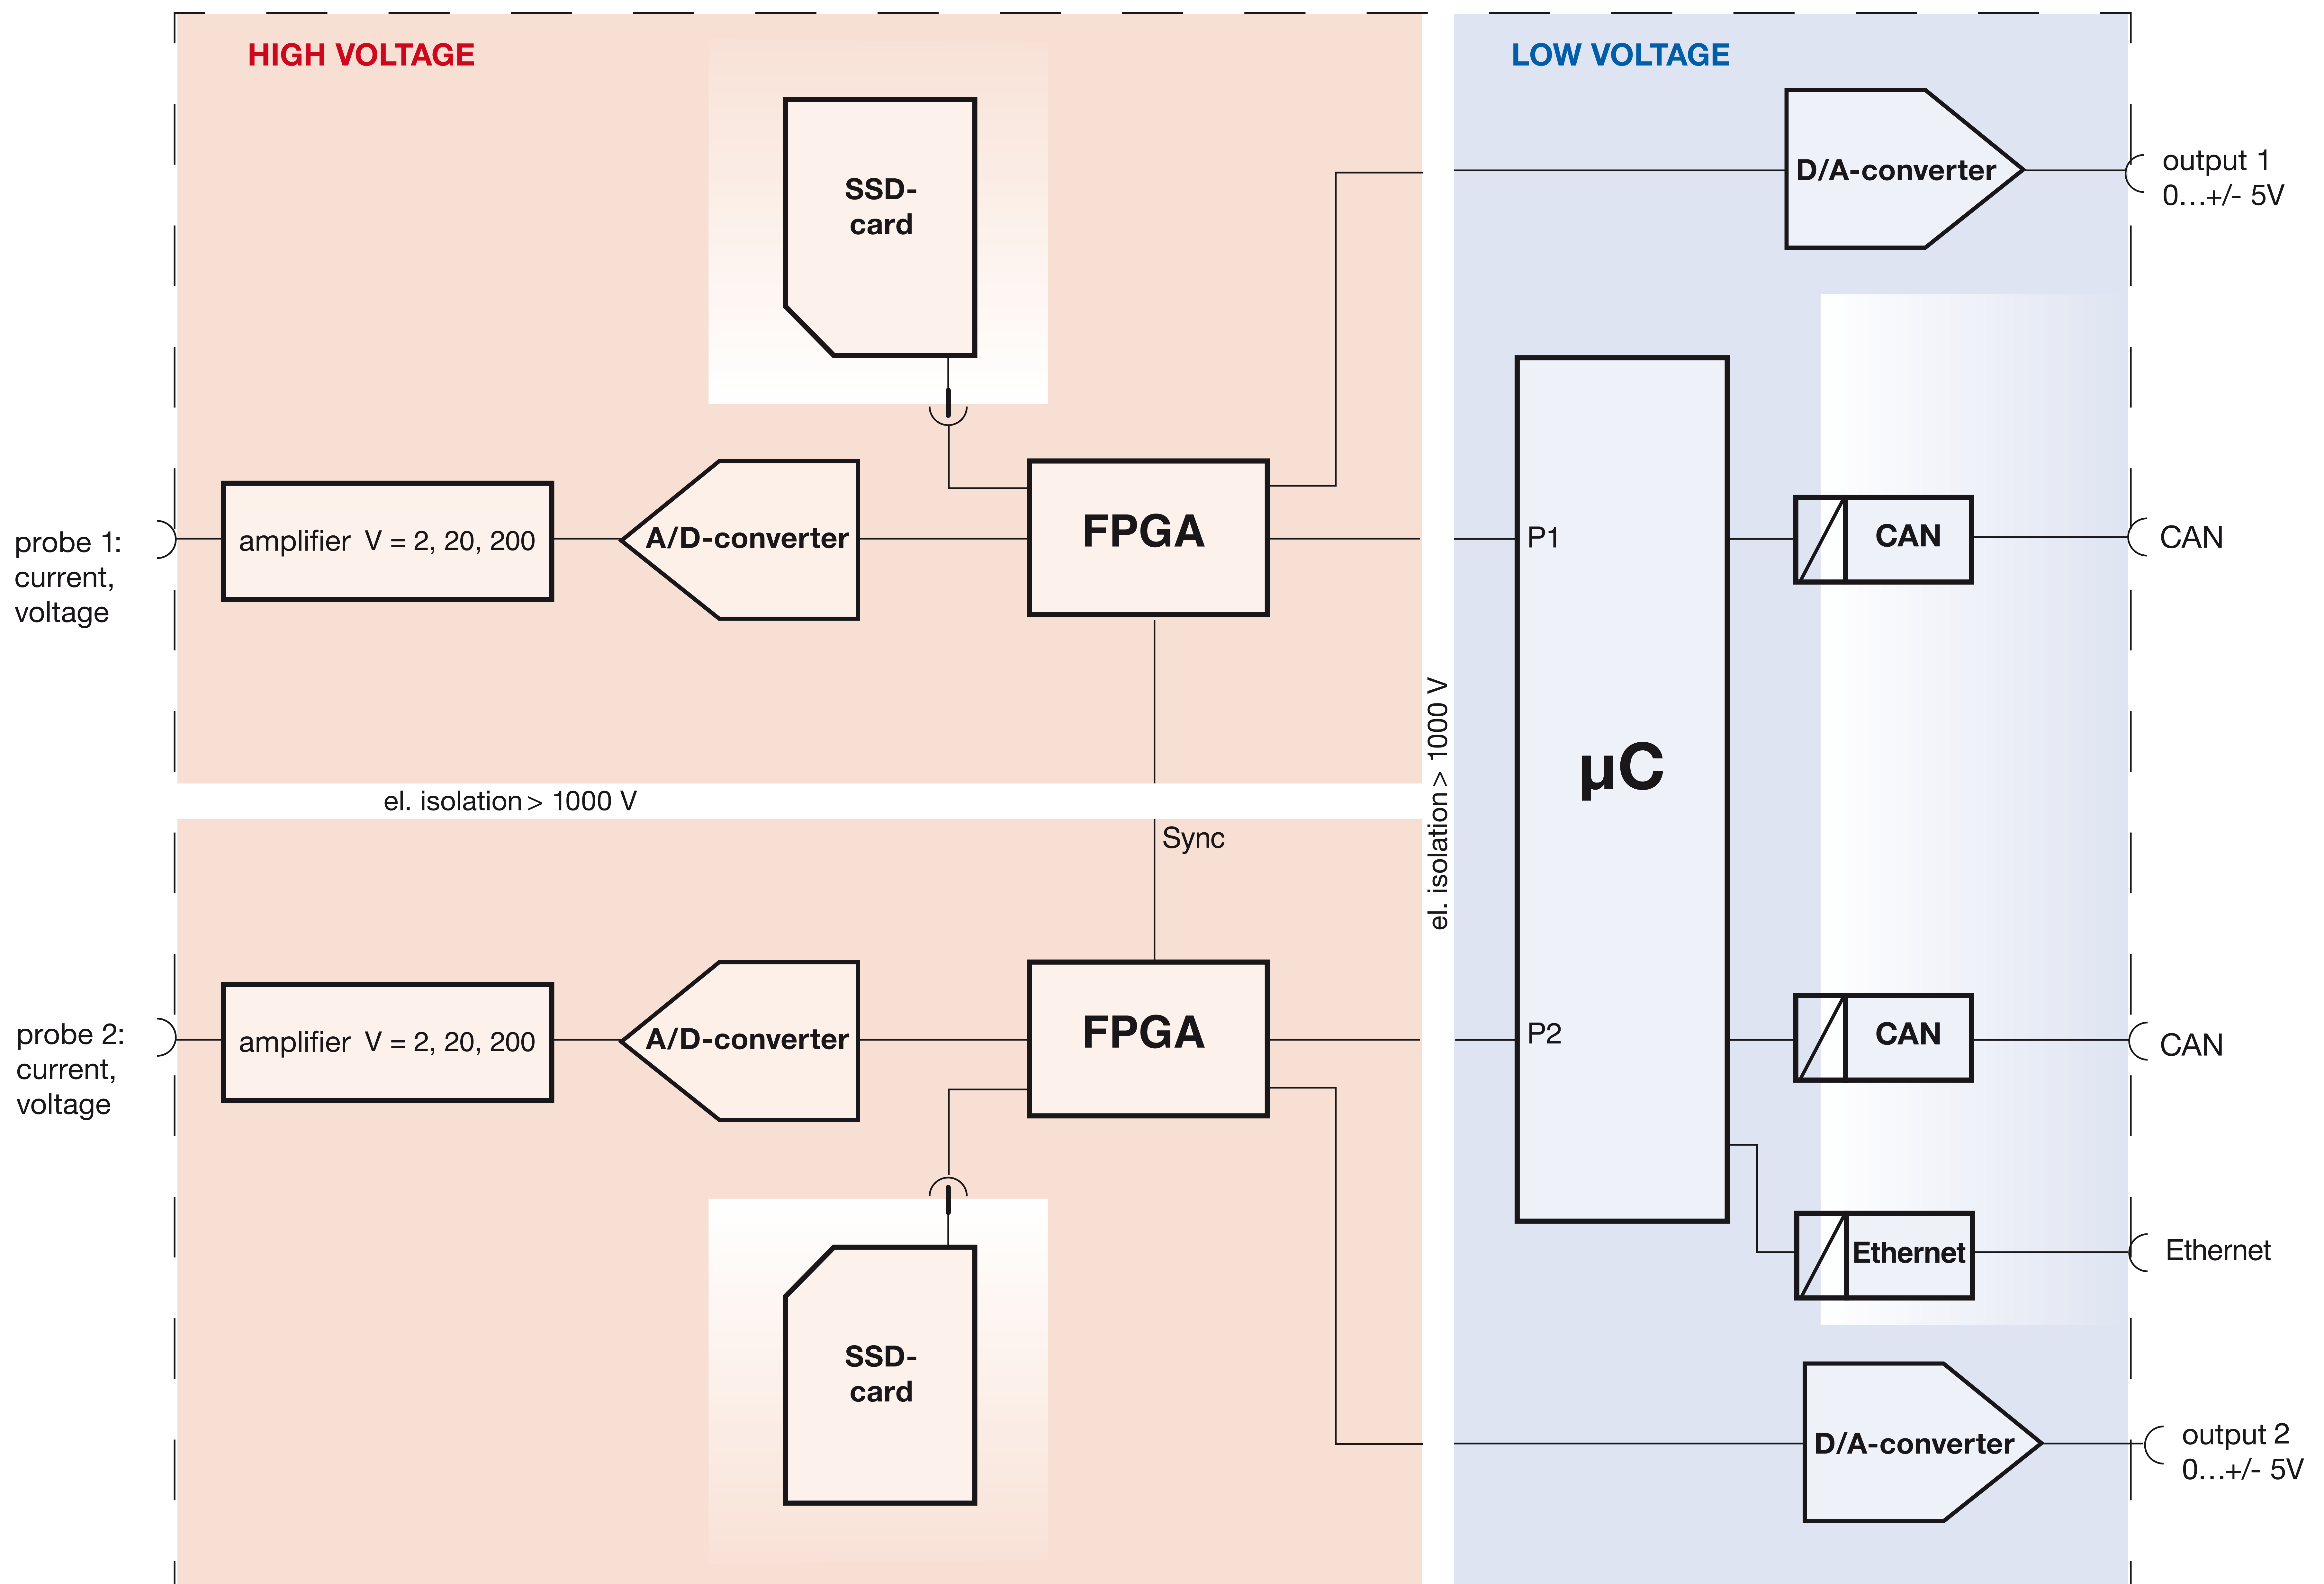 HIGH VOLTAGE
LOW VOLTAGE
SSD-
card
D/A-converter
output 1
0...+/- 5V
probe 1:
current,
voltage
amplifier V = 2, 20, 200
A/D-converter
FPGA
P1
CAN
CAN
el. isolation > 1000 V
el. isolation > 1000 V
µC
Sync
probe 2:
current,
voltage
amplifier V = 2, 20, 200
A/D-converter
FPGA
P2
CAN
CAN
Ethernet
Ethernet
SSD-
card
D/A-converter
output 2
0...+/- 5V